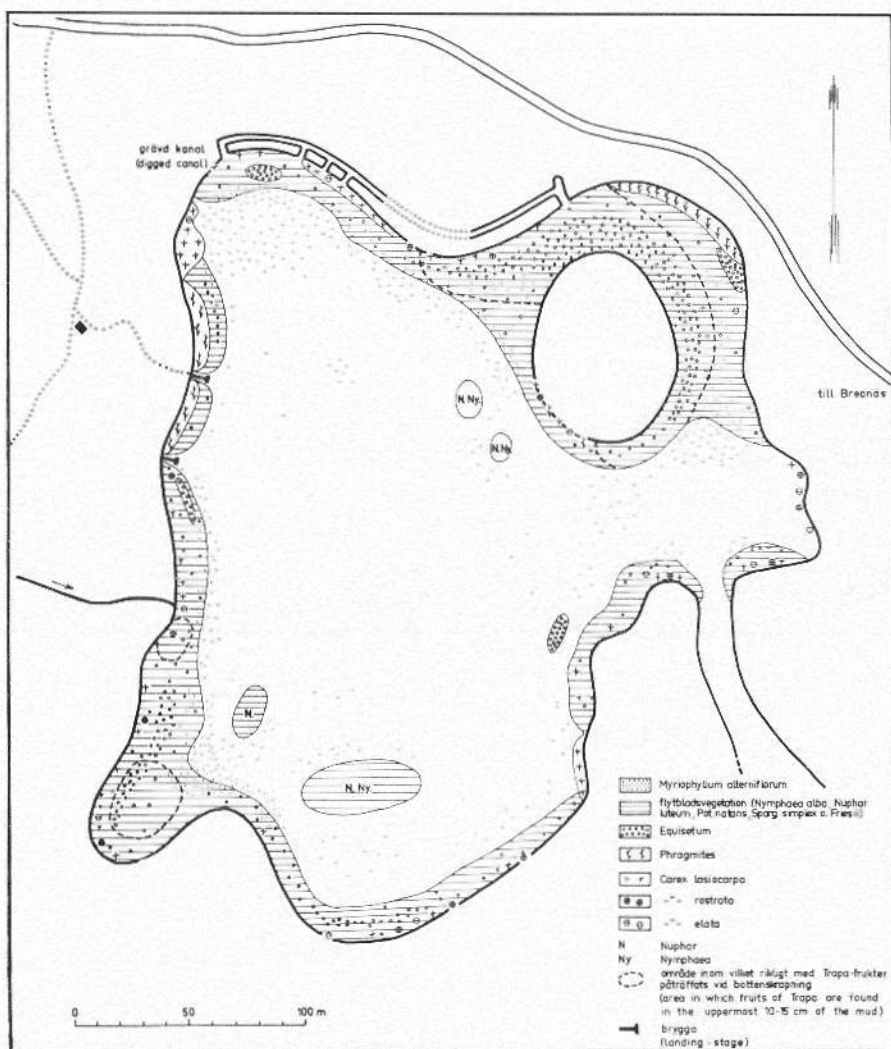 grävd kanal
(digged canal)
till Breanäs
N. Ny.
N. Ny.
N.
N. Ny.
Myriophyllum alterniflorum
flytbladsvegetation (Nymphaea alba, Nuphar
luteum, Pot natans, Sparg simplex o. Friesii)
Equisetum
Phragmites
Carex lasiocarpa
-"- rostrata
-"- elata
N Nuphar
Ny Nymphaea
område inom vilket rikligt med Trapa-frukter
påträffats vid bottenskrapning
(area in which fruits of Trapa are found
in the uppermost 10-15 cm of the mud)
brygga
(landing-stage)
0 50 100 m